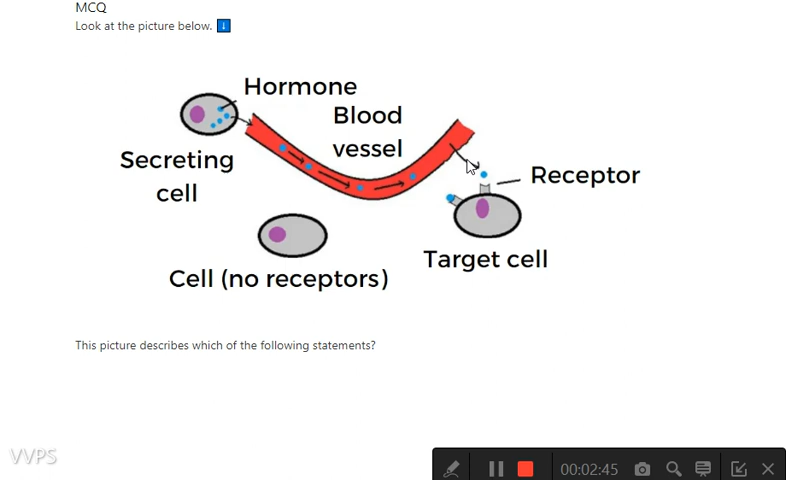 MCQ
Look at the picture below.
Hormone
Blood
vessel
Secreting
cell
Receptor
Target cell
Cell (no receptors)
This picture describes which of the following statements?
VVPS
00:02:45